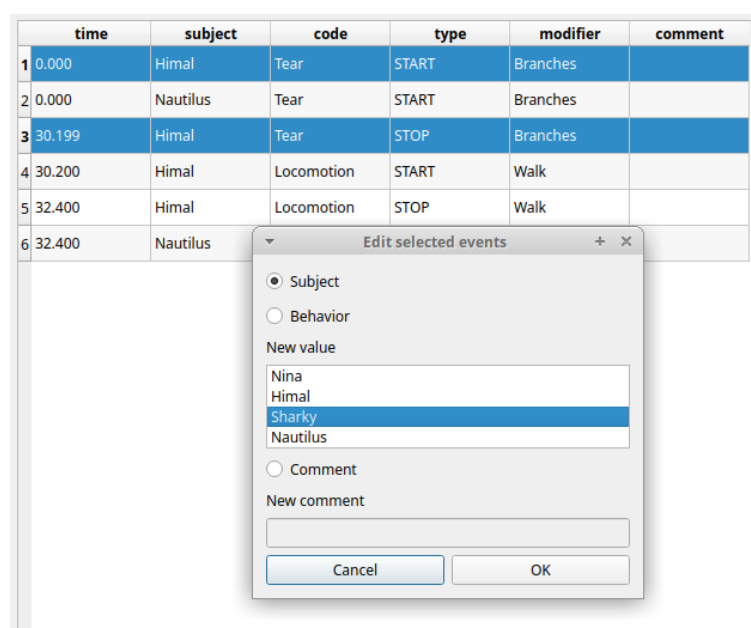 time subject code type modifier comment
1 0.000 Himal Tear START Branches
2 0.000 Nautilus Tear START Branches
3 30.199 Himal Tear STOP Branches
4 30.200 Himal Locomotion START Walk
5 32.400 Himal Locomotion STOP Walk
6 32.400 Nautilus
Edit selected events
Subject
Behavior
New value
Nina
Himal
Sharky
Nautilus
Comment
New comment
Cancel OK